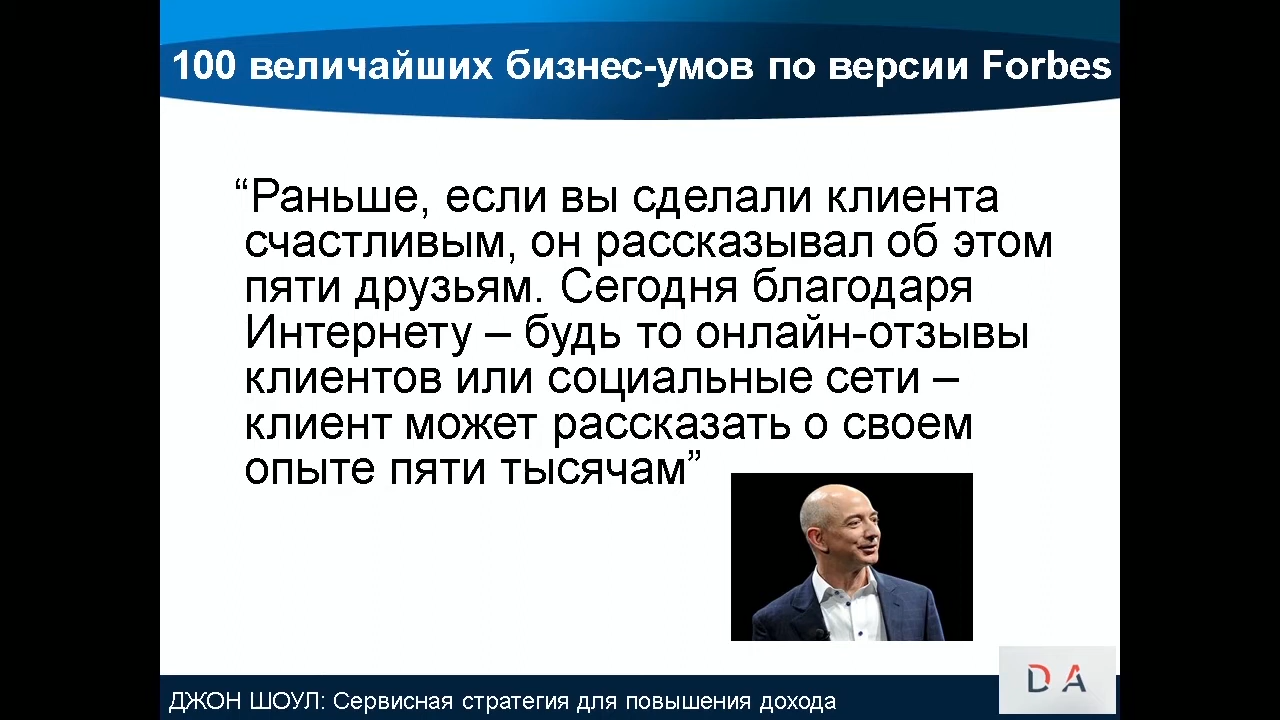 100 величайших бизнес-умов по версии Forbes
“Раньше, если вы сделали клиента
счастливым, он рассказывал об этом
пяти друзьям. Сегодня благодаря
Интернету – будь то онлайн-отзывы
клиентов или социальные сети –
клиент может рассказать о своем
опыте пяти тысячам”
DA
ДЖОН ШОУЛ: Сервисная стратегия для повышения дохода